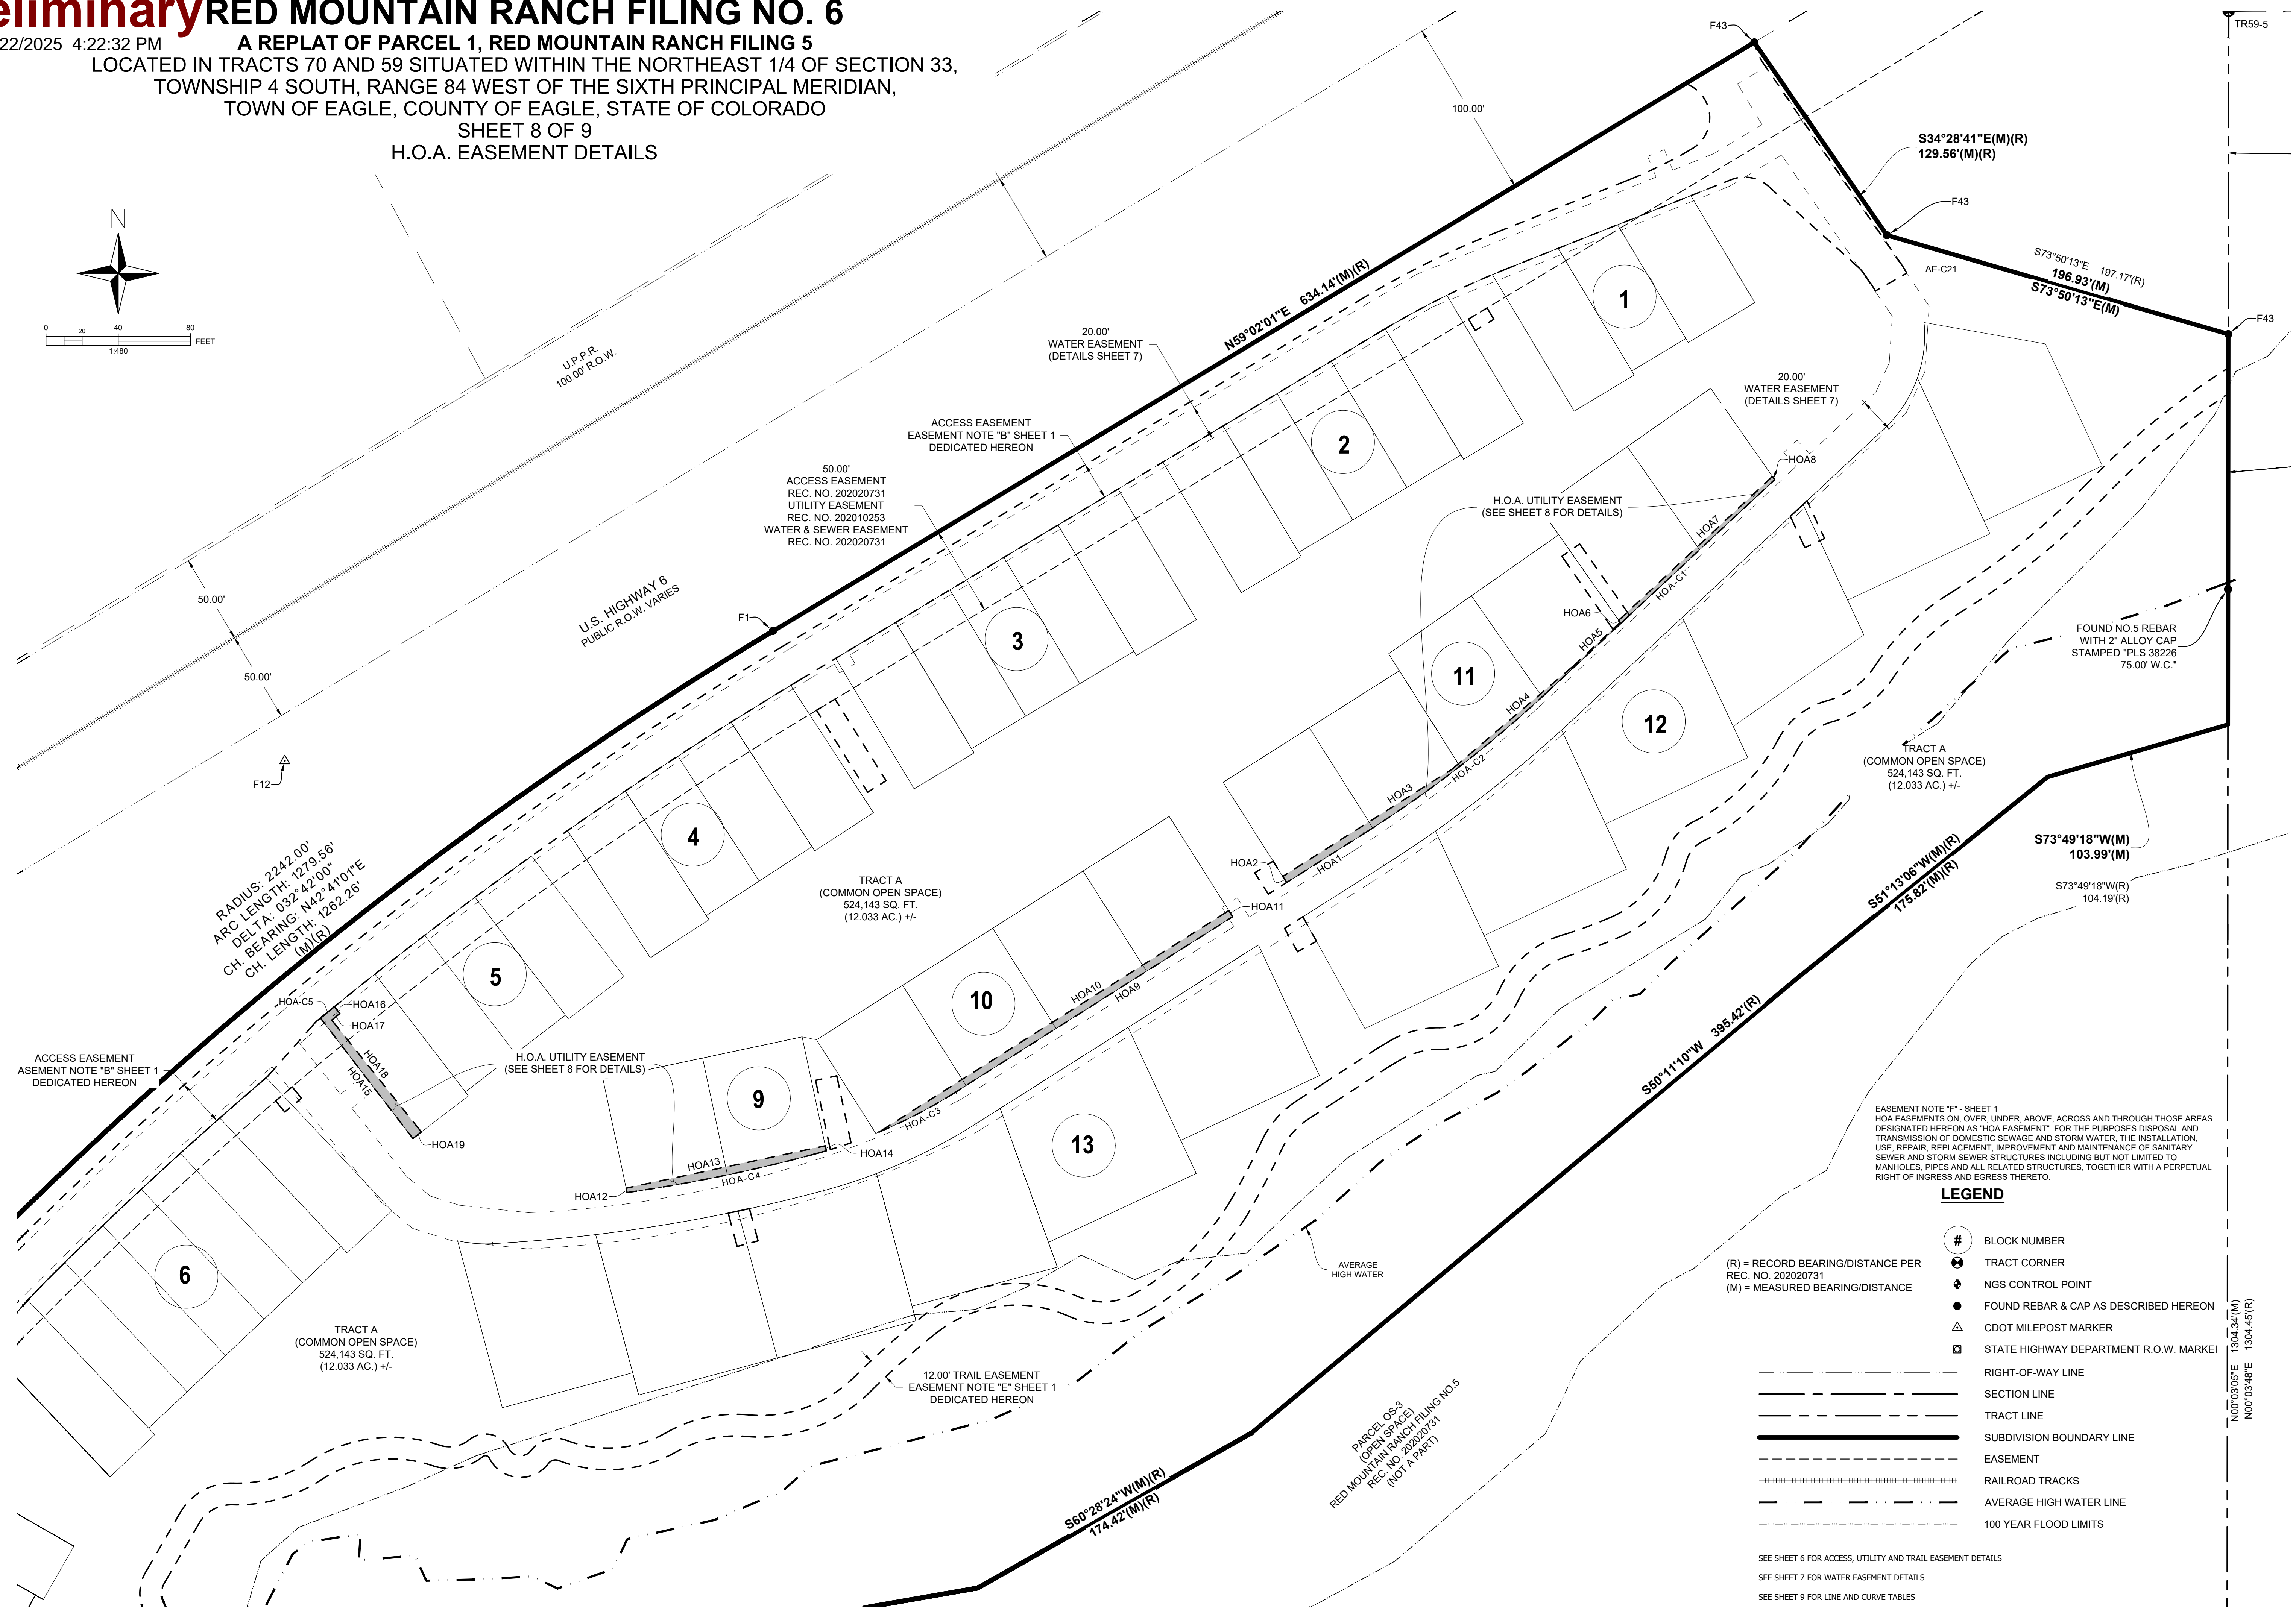 eliminary
22/2025 4:22:32 PM
RED MOUNTAIN RANCH FILING NO. 6
A REPLAT OF PARCEL 1, RED MOUNTAIN RANCH FILING 5
LOCATED IN TRACTS 70 AND 59 SITUATED WITHIN THE NORTHEAST 1/4 OF SECTION 33,
TOWNSHIP 4 SOUTH, RANGE 84 WEST OF THE SIXTH PRINCIPAL MERIDIAN,
TOWN OF EAGLE, COUNTY OF EAGLE, STATE OF COLORADO
SHEET 8 OF 9
H.O.A. EASEMENT DETAILS
N
0 20 40 80
FEET
1:480
U.P.P.R.
100.00' R.O.W.
100.00'
F43
TR59-5
S34°28'41"E(M)(R)
129.56'(M)(R)
F43
AE-C21
S73°50'13"E 197.17'(R)
196.93'(M)
S73°50'13"E(M)
F43
N59°02'01"E 634.14'(M)(R)
20.00'
WATER EASEMENT
(DETAILS SHEET 7)
20.00'
WATER EASEMENT
(DETAILS SHEET 7)
ACCESS EASEMENT
EASEMENT NOTE "B" SHEET 1
DEDICATED HEREON
50.00'
ACCESS EASEMENT
REC. NO. 202020731
UTILITY EASEMENT
REC. NO. 202010253
WATER & SEWER EASEMENT
REC. NO. 202020731
U.S. HIGHWAY 6
PUBLIC R.O.W. VARIES
F1
50.00'
50.00'
F12
1
2
3
4
5
6
9
10
11
12
13
H.O.A. UTILITY EASEMENT
(SEE SHEET 8 FOR DETAILS)
HOA8
HOA7
HOA-C1
HOA6
HOA5
HOA4
HOA-C2
HOA3
HOA2
HOA1
HOA11
HOA10
HOA9
HOA-C3
HOA14
HOA13
HOA-C4
HOA12
HOA-C5
HOA16
HOA17
HOA18
HOA15
HOA19
H.O.A. UTILITY EASEMENT
(SEE SHEET 8 FOR DETAILS)
FOUND NO.5 REBAR
WITH 2" ALLOY CAP
STAMPED "PLS 38226
75.00' W.C."
TRACT A
(COMMON OPEN SPACE)
524,143 SQ. FT.
(12.033 AC.) +/-
TRACT A
(COMMON OPEN SPACE)
524,143 SQ. FT.
(12.033 AC.) +/-
TRACT A
(COMMON OPEN SPACE)
524,143 SQ. FT.
(12.033 AC.) +/-
RADIUS: 2242.00'
ARC LENGTH: 1279.56'
DELTA: 032°42'00"
CH. BEARING: N42°41'01"E
CH. LENGTH: 1262.26'
(M)(R)
ACCESS EASEMENT
EASEMENT NOTE "B" SHEET 1
DEDICATED HEREON
S73°49'18"W(M)
103.99'(M)
S73°49'18"W(R)
104.19'(R)
S51°13'06"W(M)(R)
175.82'(M)(R)
S50°11'10"W 395.42'(R)
S60°28'24"W(M)(R)
174.42'(M)(R)
AVERAGE
HIGH WATER
12.00' TRAIL EASEMENT
EASEMENT NOTE "E" SHEET 1
DEDICATED HEREON
PARCEL OS-3
(OPEN SPACE)
RED MOUNTAIN RANCH FILING NO.5
REC. NO. 202020731
(NOT A PART)
EASEMENT NOTE "F" - SHEET 1
HOA EASEMENTS ON, OVER, UNDER, ABOVE, ACROSS AND THROUGH THOSE AREAS
DESIGNATED HEREON AS "HOA EASEMENT" FOR THE PURPOSES DISPOSAL AND
TRANSMISSION OF DOMESTIC SEWAGE AND STORM WATER, THE INSTALLATION,
USE, REPAIR, REPLACEMENT, IMPROVEMENT AND MAINTENANCE OF SANITARY
SEWER AND STORM SEWER STRUCTURES INCLUDING BUT NOT LIMITED TO
MANHOLES, PIPES AND ALL RELATED STRUCTURES, TOGETHER WITH A PERPETUAL
RIGHT OF INGRESS AND EGRESS THERETO.
LEGEND
# BLOCK NUMBER
TRACT CORNER
NGS CONTROL POINT
FOUND REBAR & CAP AS DESCRIBED HEREON
CDOT MILEPOST MARKER
STATE HIGHWAY DEPARTMENT R.O.W. MARKE
RIGHT-OF-WAY LINE
SECTION LINE
TRACT LINE
SUBDIVISION BOUNDARY LINE
EASEMENT
RAILROAD TRACKS
AVERAGE HIGH WATER LINE
100 YEAR FLOOD LIMITS
(R) = RECORD BEARING/DISTANCE PER
REC. NO. 202020731
(M) = MEASURED BEARING/DISTANCE
N00°03'05"E 1304.34'(M)
N00°03'48"E 1304.45'(R)
SEE SHEET 6 FOR ACCESS, UTILITY AND TRAIL EASEMENT DETAILS
SEE SHEET 7 FOR WATER EASEMENT DETAILS
SEE SHEET 9 FOR LINE AND CURVE TABLES